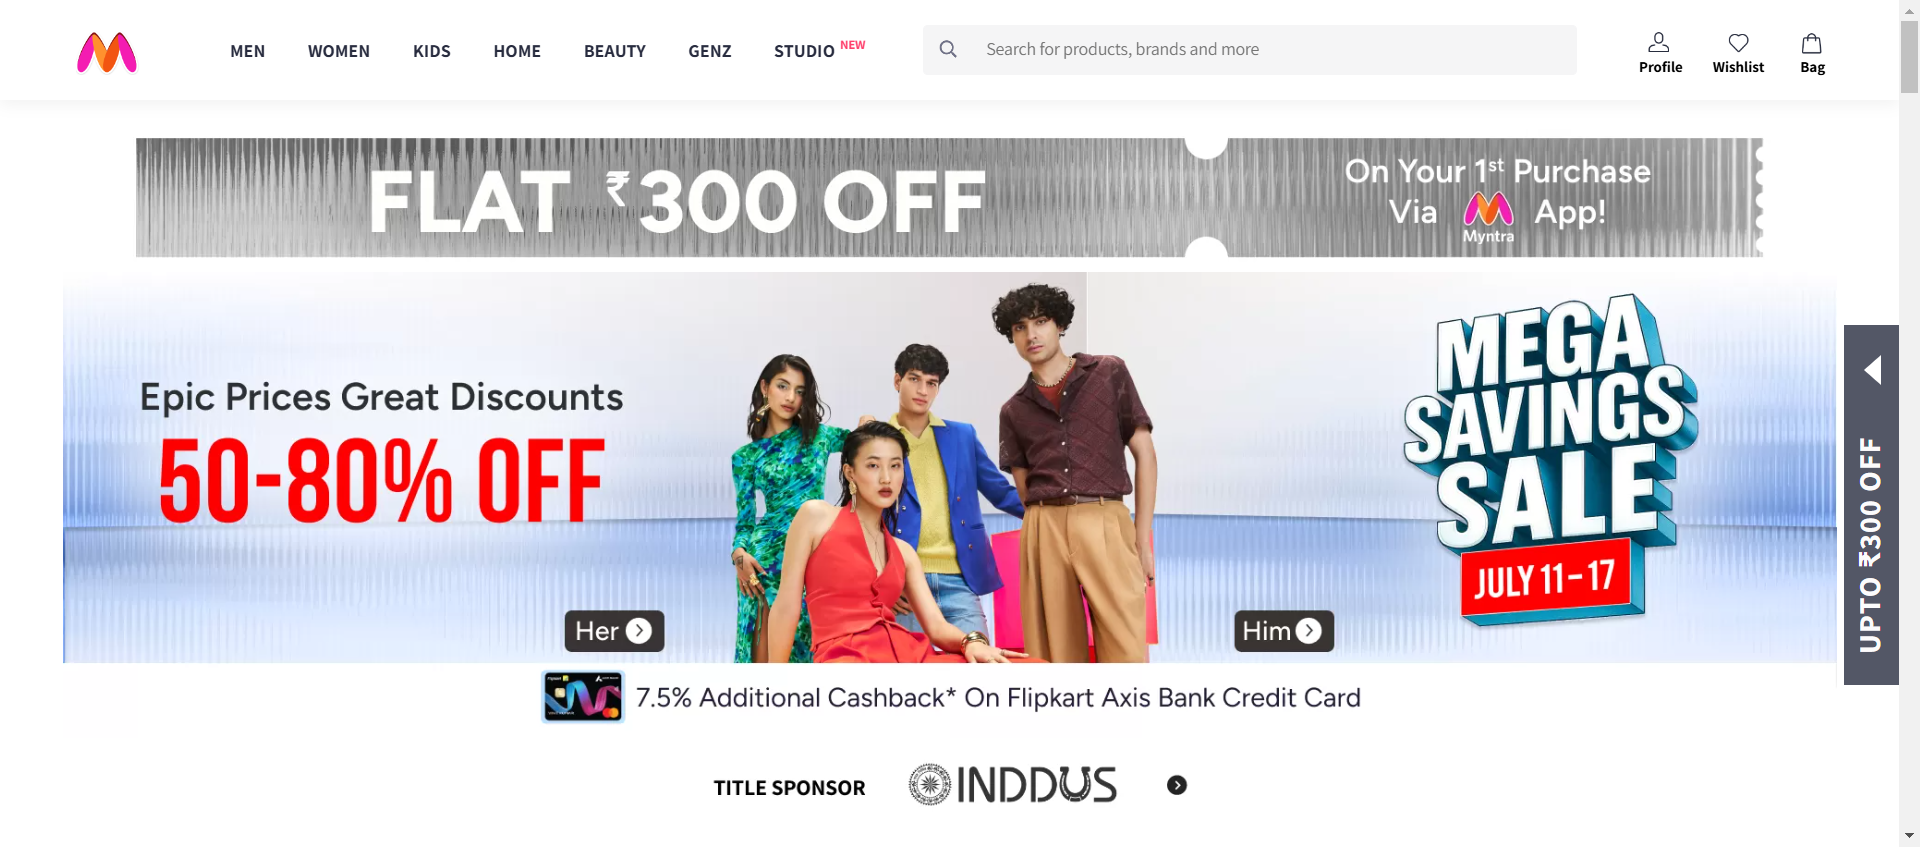 MEN WOMEN KIDS HOME BEAUTY GENZ STUDIO NEW
Search for products, brands and more
Profile Wishlist Bag
FLAT ₹300 OFF
On Your 1st Purchase
Via Myntra App!
Epic Prices Great Discounts
50-80% OFF
MEGA
SAVINGS
SALE
JULY 11-17
Her
Him
UPTO ₹300 OFF
7.5% Additional Cashback* On Flipkart Axis Bank Credit Card
TITLE SPONSOR INDDUS